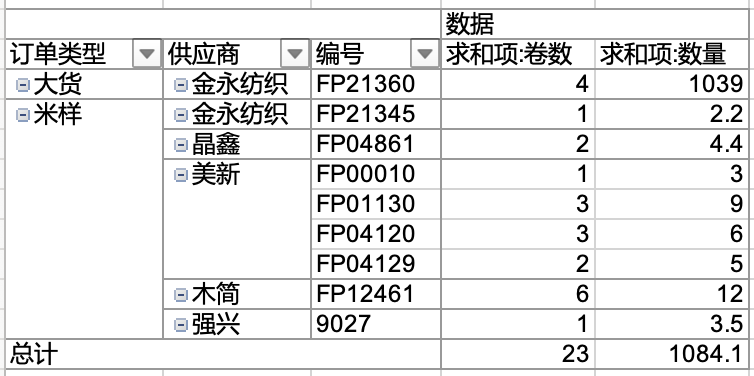 数据
订单类型 供应商 编号 求和项:卷数 求和项:数量
大货 金永纺织 FP21360 4 1039
米样 金永纺织 FP21345 1 2.2
晶鑫 FP04861 2 4.4
美新 FP00010 1 3
FP01130 3 9
FP04120 3 6
FP04129 2 5
木简 FP12461 6 12
强兴 9027 1 3.5
总计 23 1084.1